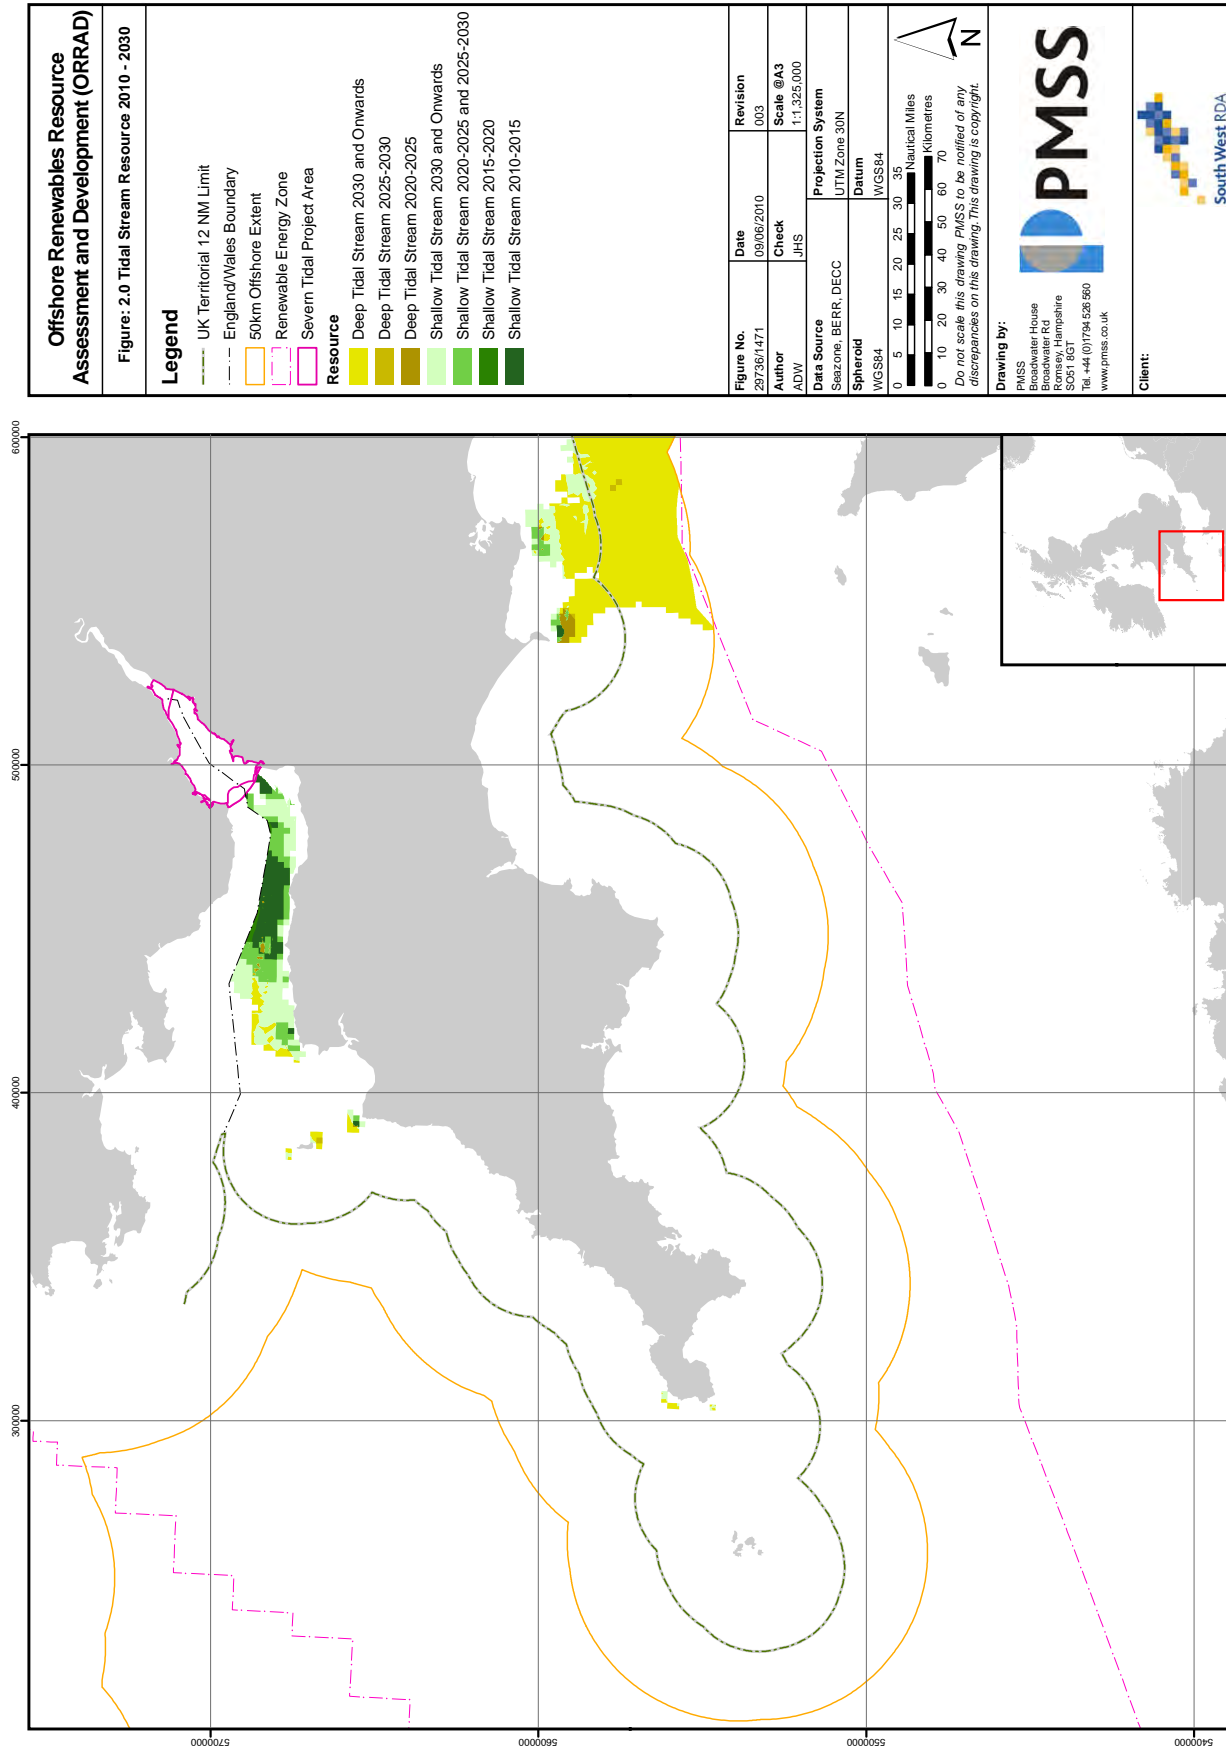 Offshore Renewables Resource
Assessment and Development (ORRAD)
Figure: 2.0 Tidal Stream Resource 2010 - 2030
Legend
UK Territorial 12 NM Limit
England/Wales Boundary
50km Offshore Extent
Renewable Energy Zone
Severn Tidal Project Area
Resource
Deep Tidal Stream 2030 and Onwards
Deep Tidal Stream 2025-2030
Deep Tidal Stream 2020-2025
Shallow Tidal Stream 2030 and Onwards
Shallow Tidal Stream 2020-2025 and 2025-2030
Shallow Tidal Stream 2015-2020
Shallow Tidal Stream 2010-2015
Figure No.
29736/1471
Date
09/06/2010
Revision
003
Author
ADW
Check
JHS
Scale @A3
1:1,325,000
Data Source
Seazone, BERR, DECC
Projection System
UTM Zone 30N
Spheroid
WGS84
Datum
WGS84
0 5 10 15 20 25 30 35
Nautical Miles
Kilometres
0 10 20 30 40 50 60 70
N
Do not scale this drawing PMSS to be notified of any
discrepancies on this drawing.This drawing is copyright.
Drawing by:
PMSS
Broadwater House
Broadwater Rd
Romsey, Hampshire
SO51 8GT
Tel. +44 (0)1794 526 560
www.pmss.co.uk
PMSS
Client:
South West RDA
300000
400000
500000
600000
5700000
5600000
5500000
5400000